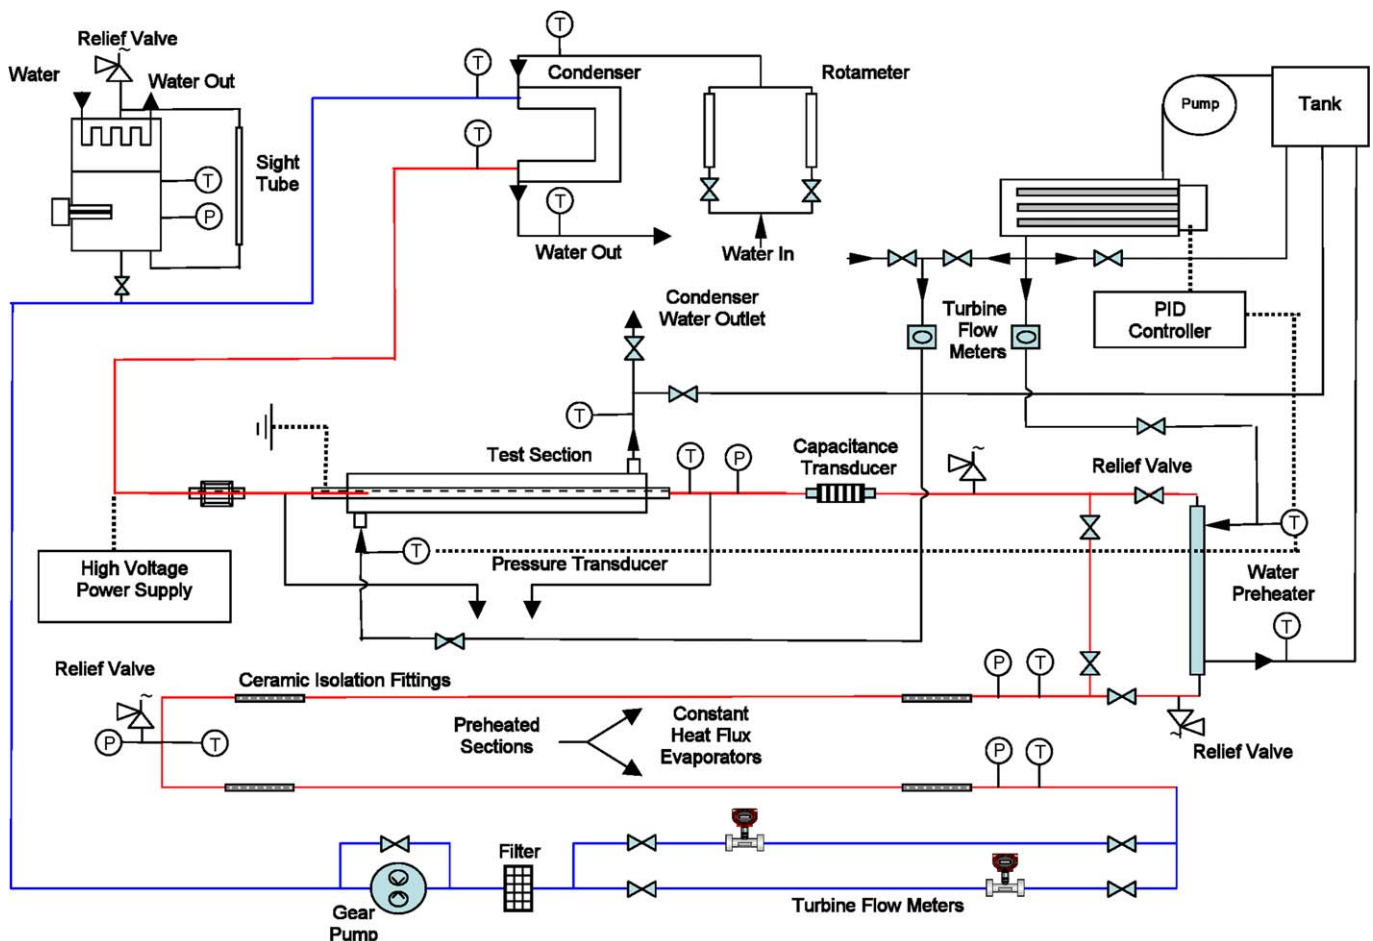 Relief Valve
Water
Water Out
Sight
Tube
T
P
T
T
Condenser
T
T
Water Out
Rotameter
Water In
Pump
Tank
PID
Controller
Turbine
Flow
Meters
Condenser
Water Outlet
T
Test Section
T
P
Capacitance
Transducer
Relief Valve
T
High Voltage
Power Supply
T
Pressure Transducer
Water
Preheater
T
Relief Valve
Ceramic Isolation Fittings
P
T
P
T
Preheated
Sections
Constant
Heat Flux
Evaporators
P
T
Relief Valve
Filter
Gear
Pump
Turbine Flow Meters